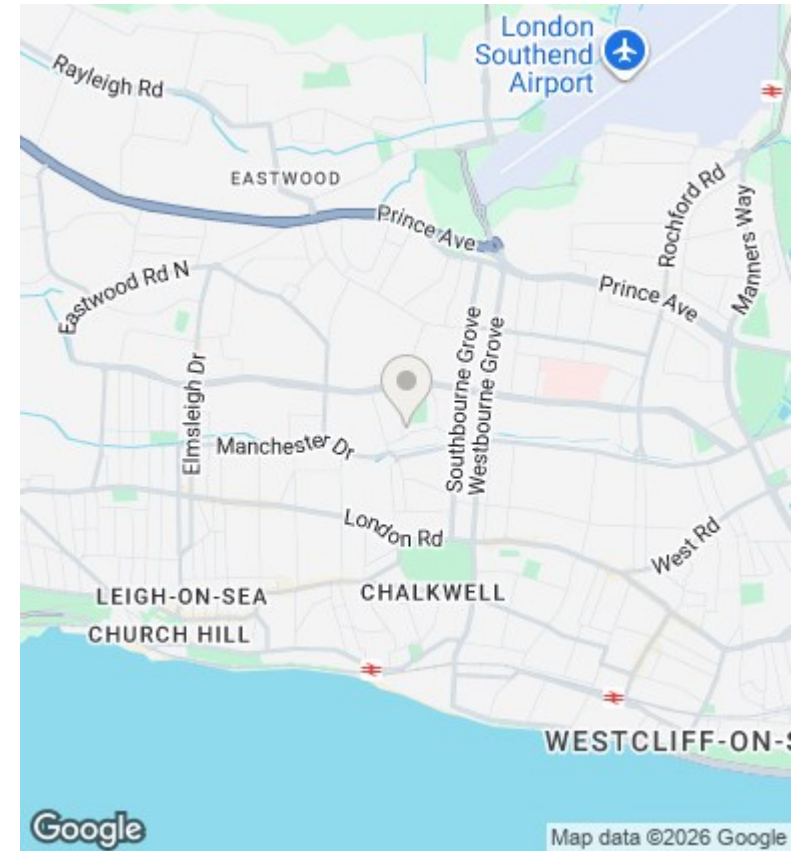 London
Southend
Airport
Rayleigh Rd
EASTWOOD
Prince Ave
Rochford Rd
Manners Way
Eastwood Rd N
Prince Ave
Elmsleigh Dr
Southbourne Grove
Westbourne Grove
Manchester Dr
London Rd
West Rd
LEIGH-ON-SEA
CHALKWELL
CHURCH HILL
WESTCLIFF-ON-S
Google
Map data ©2026 Google